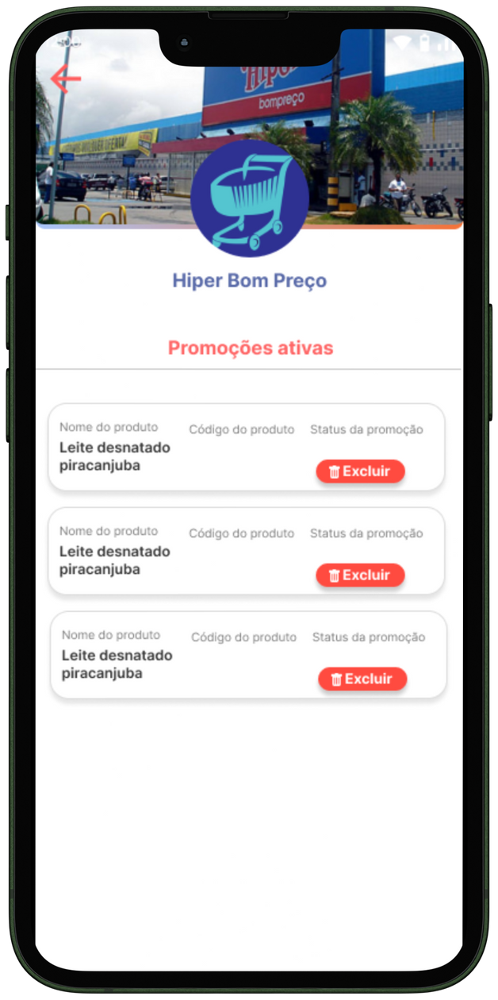 Hiper
bompreço
Hiper Bom Preço
Promoções ativas
Nome do produto
Código do produto
Status da promoção
Leite desnatado
piracanjuba
Excluir
Nome do produto
Código do produto
Status da promoção
Leite desnatado
piracanjuba
Excluir
Nome do produto
Código do produto
Status da promoção
Leite desnatado
piracanjuba
Excluir